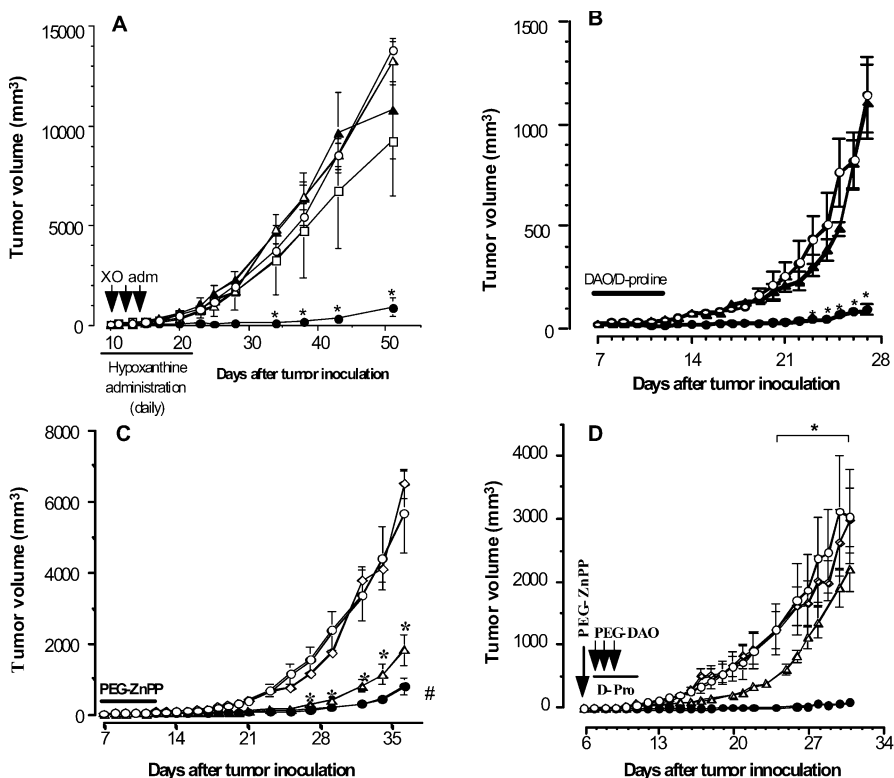 A
Tumor volume (mm3)
15000
10000
5000
0
XO adm
* * * *
10 20 30 40 50
Hypoxanthine
administration
(daily)
Days after tumor inoculation
B
Tumor volume (mm3)
1500
1000
500
0
DAO/D-proline
* * * * *
7 14 21 28
Days after tumor inoculation
C
Tumor volume (mm3)
8000
6000
4000
2000
0
PEG-ZnPP
* * * * *
#
7 14 21 28 35
Days after tumor inoculation
D
*
Tumor volume (mm3)
4000
3000
2000
1000
0
PEG-ZnPP
PEG-DAO
D-Pro
6 13 20 27 34
Days after tumor inoculation